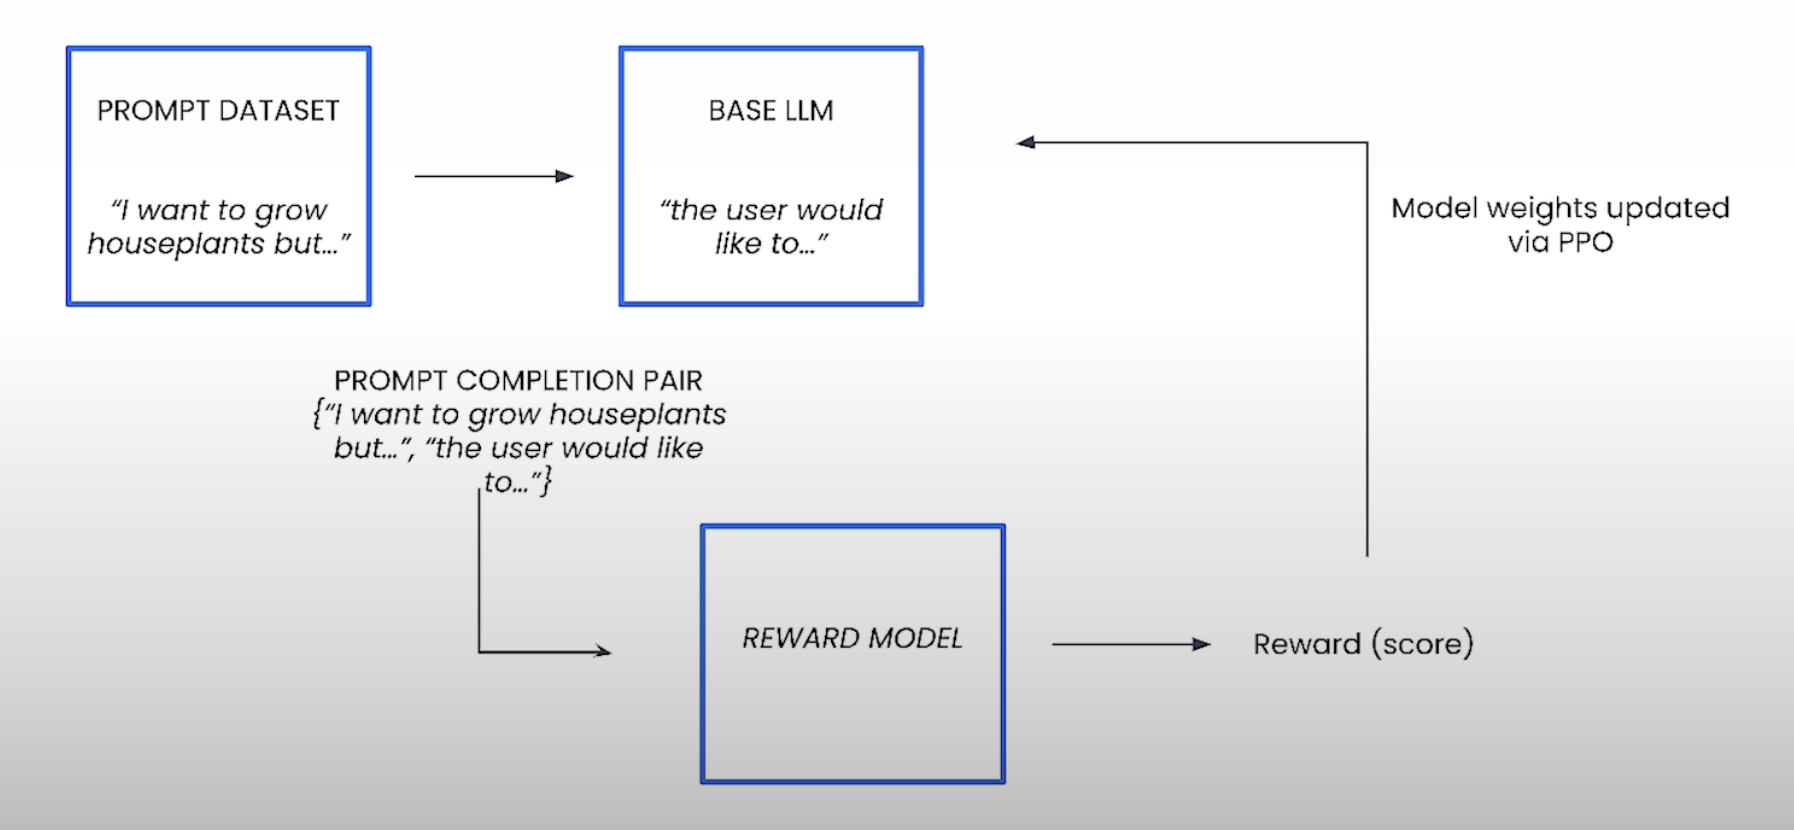 PROMPT DATASET
“I want to grow
houseplants but…”
BASE LLM
“the user would
like to…”
Model weights updated
via PPO
PROMPT COMPLETION PAIR
{“I want to grow houseplants
but…”, “the user would like
to…”}
REWARD MODEL
Reward (score)